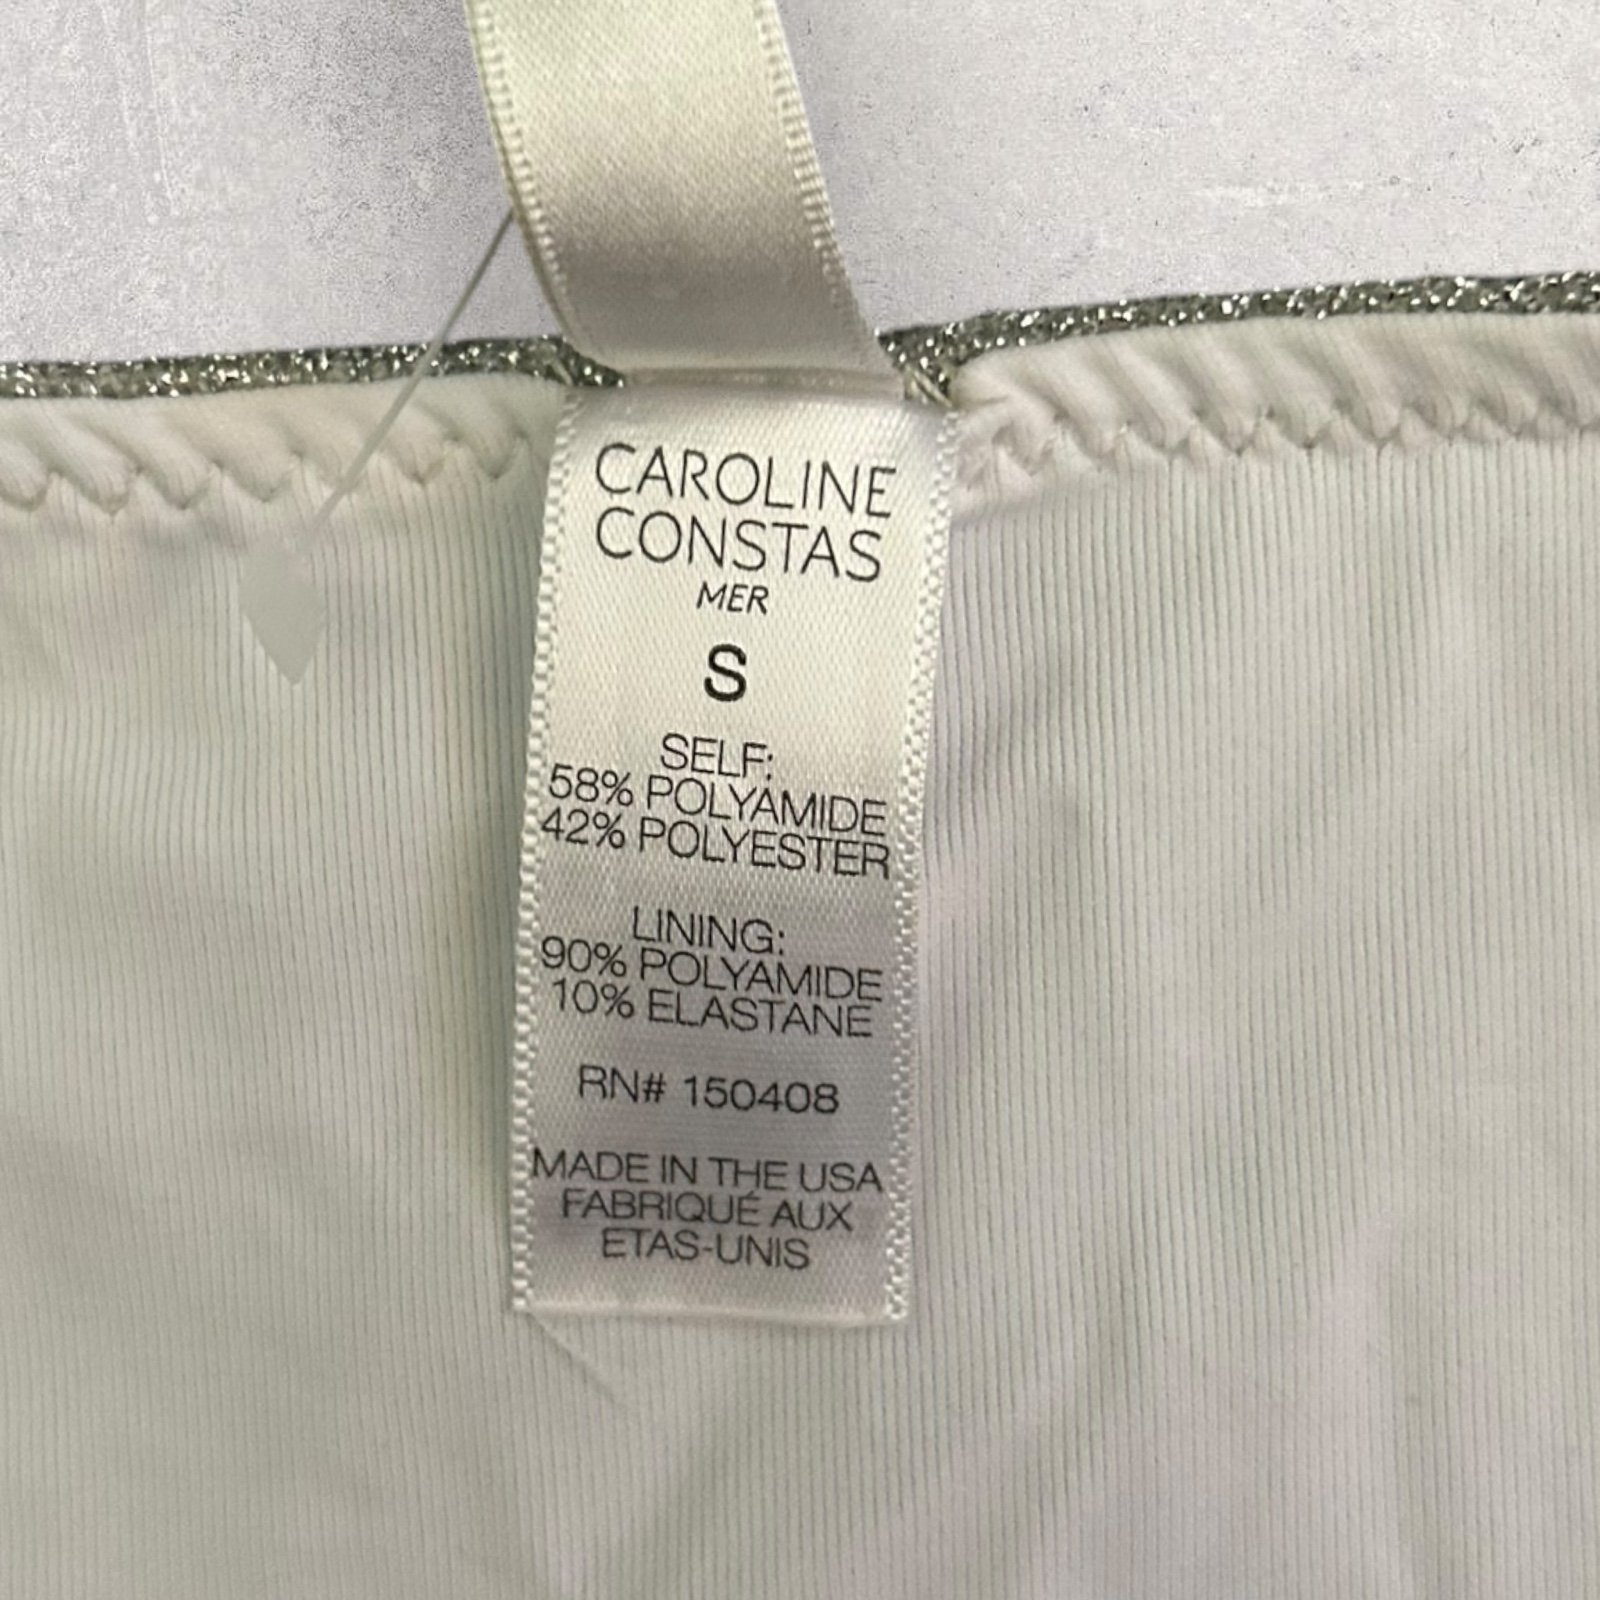 CAROLINE
CONSTAS
MER
S
SELF:
58% POLYAMIDE
42% POLYESTER
LINING:
90% POLYAMIDE
10% ELASTANE
RN# 150408
MADE IN THE USA
FABRIQUÉ AUX
ETAS-UNIS